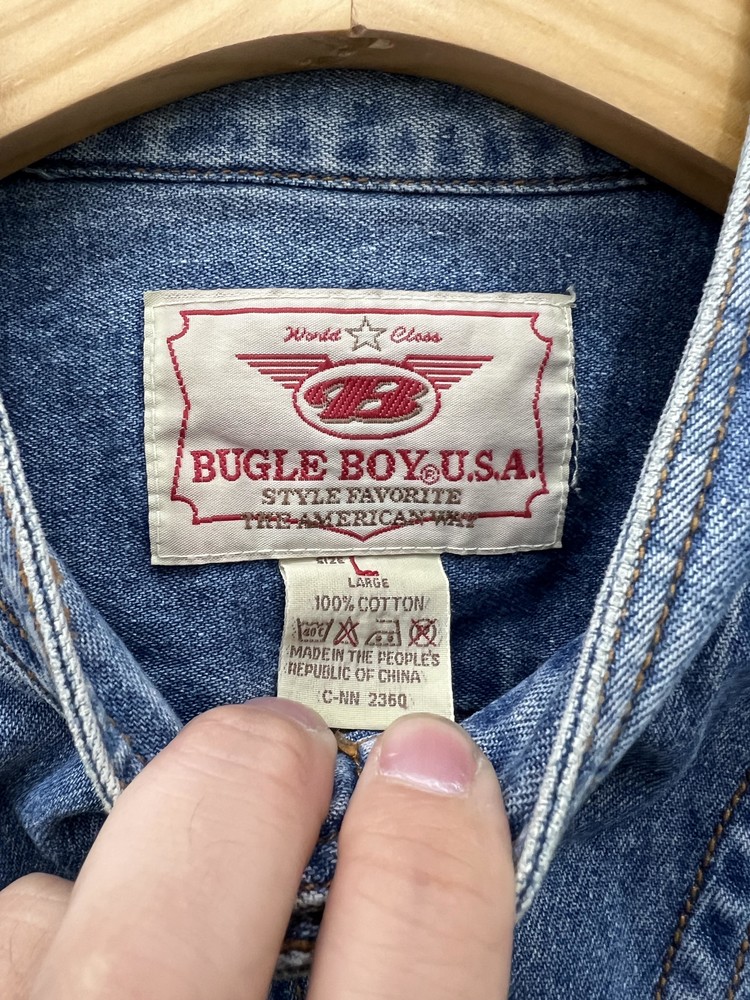 World Class
B
BUGLE BOY® U.S.A.
STYLE FAVORITE
THE AMERICAN WAY
SIZE L
LARGE
100% COTTON
40C
MADE IN THE PEOPLE'S
REPUBLIC OF CHINA
C-NN 2360